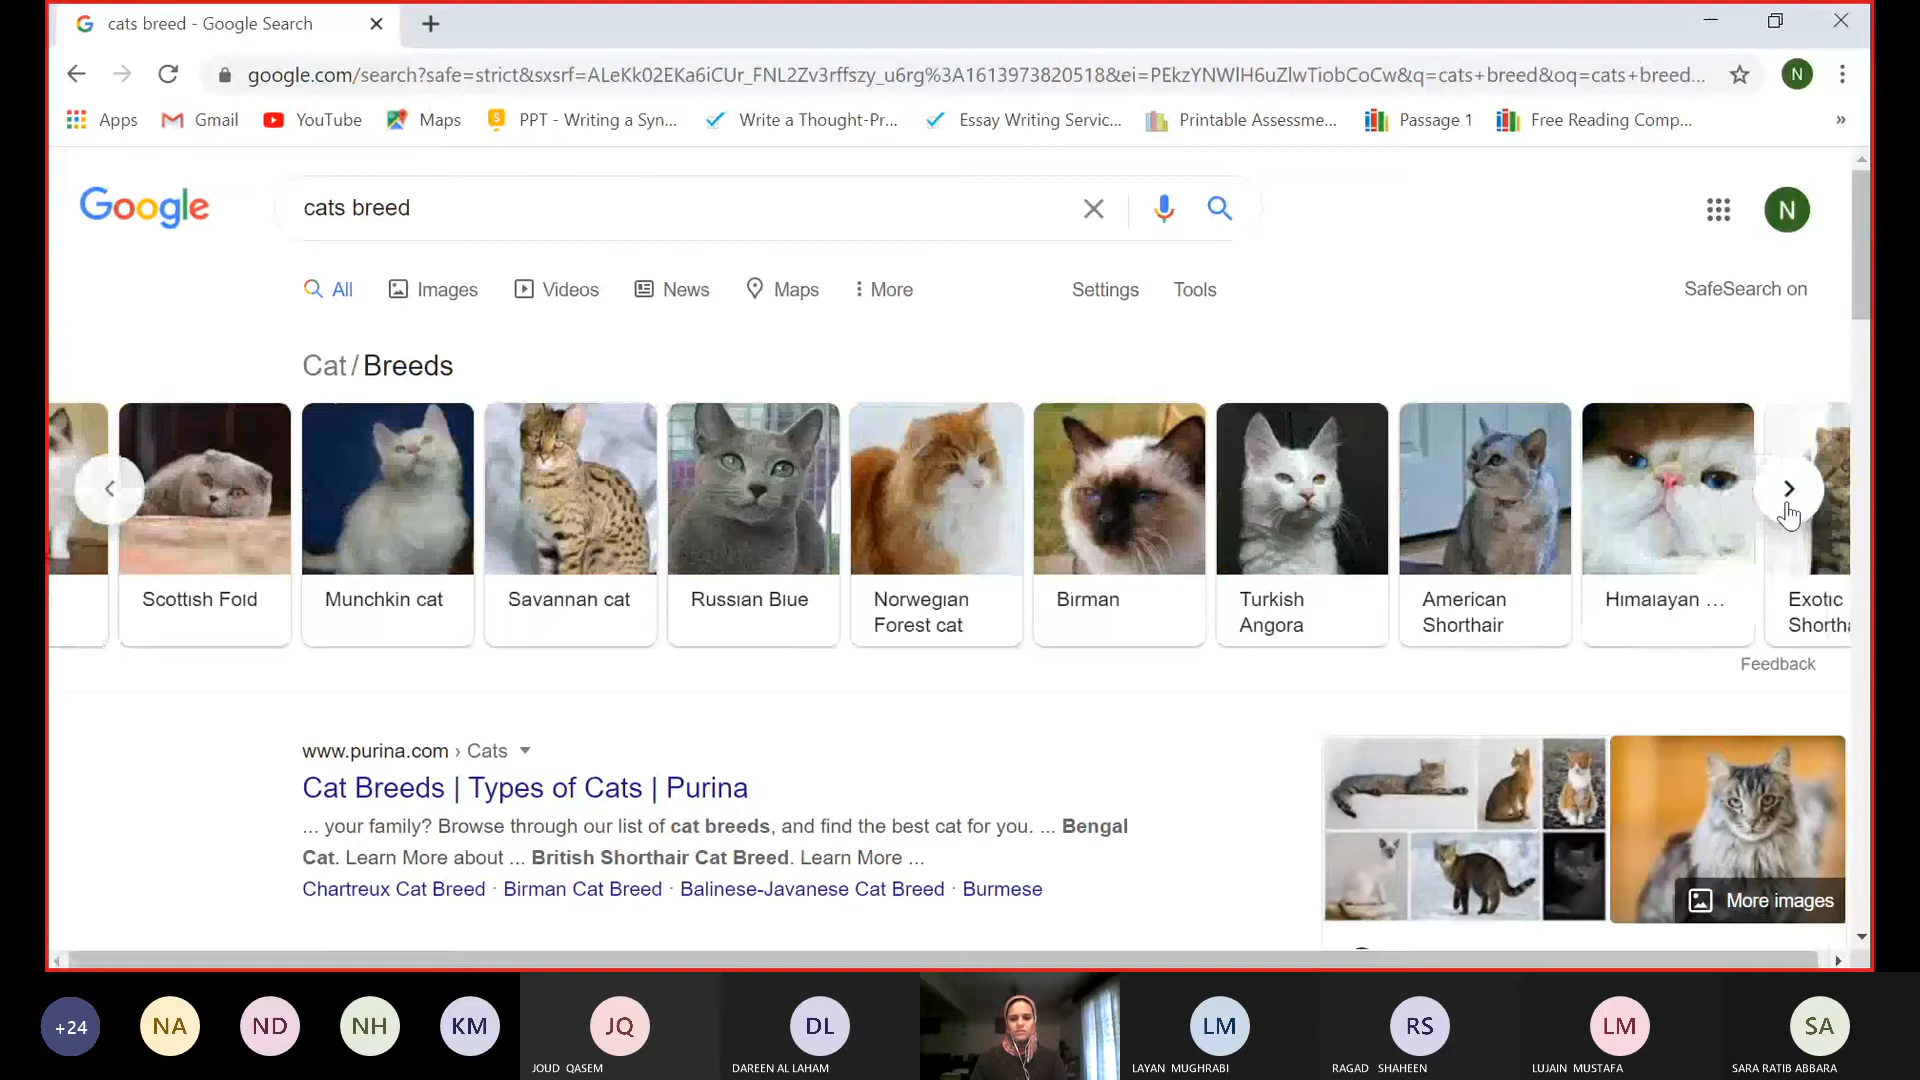 cats breed - Google Search
google.com/search?safe=strict&sxsrf=ALeKk02EKa6iCUr_FNL2Zv3rffszy_u6rg%3A1613973820518&ei=PEkzYNWlH6uZlwTiobCoCw&q=cats+breed&oq=cats+breed...
N
Apps Gmail YouTube Maps PPT - Writing a Syn... Write a Thought-Pr... Essay Writing Servic... Printable Assessme... Passage 1 Free Reading Comp... »
Google
cats breed
N
All Images Videos News Maps More Settings Tools SafeSearch on
Cat / Breeds
Scottish Fold
Munchkin cat
Savannah cat
Russian Blue
Norwegian
Forest cat
Birman
Turkish
Angora
American
Shorthair
Himalayan ...
Exotic
Shortha
Feedback
www.purina.com › Cats
Cat Breeds | Types of Cats | Purina
... your family? Browse through our list of cat breeds, and find the best cat for you. ... Bengal
Cat. Learn More about ... British Shorthair Cat Breed. Learn More ...
Chartreux Cat Breed · Birman Cat Breed · Balinese-Javanese Cat Breed · Burmese
More images
+24
NA
ND
NH
KM
JQ
JOUD QASEM
DL
DAREEN AL LAHAM
LM
LAYAN MUGHRABI
RS
RAGAD SHAHEEN
LM
LUJAIN MUSTAFA
SA
SARA RATIB ABBARA